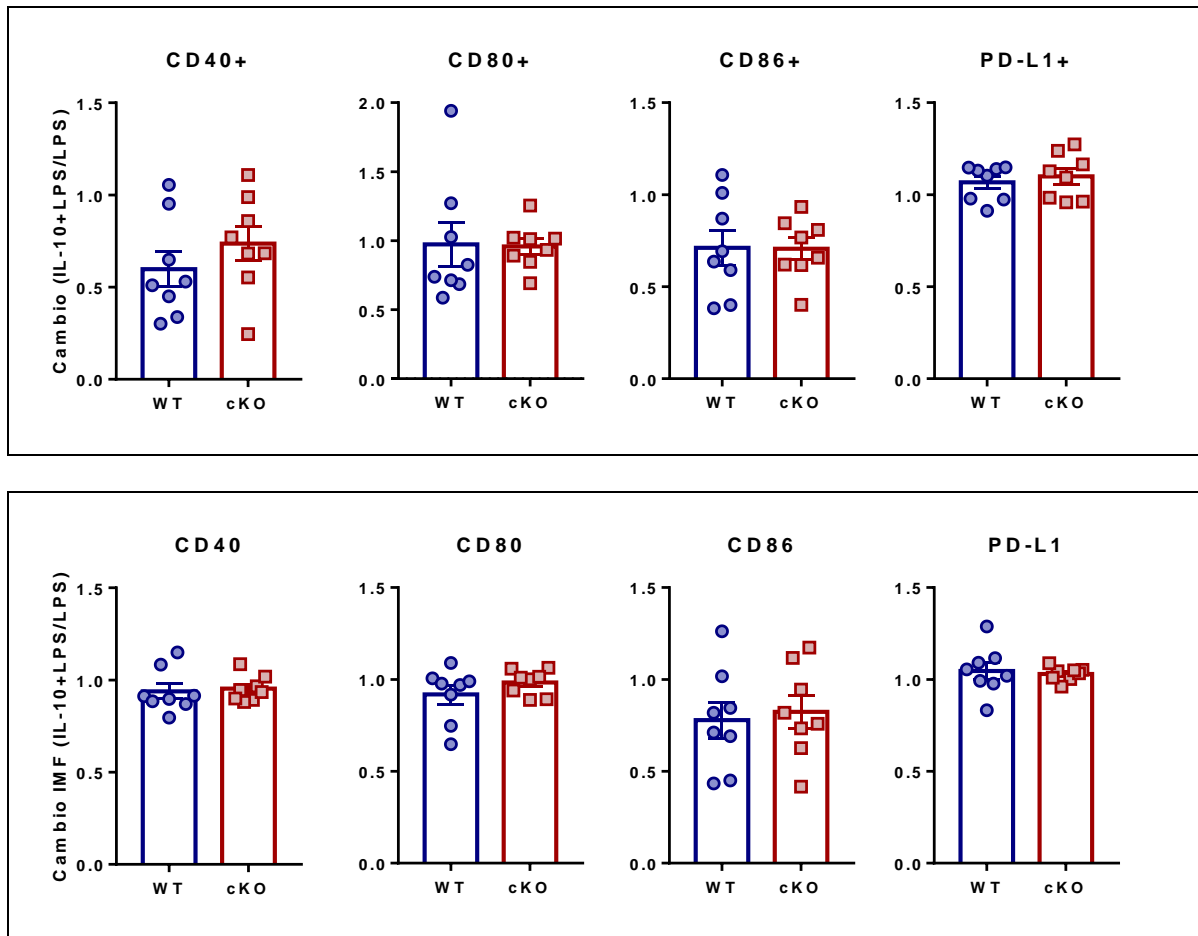 CD40+
CD80+
CD86+
PD-L1+
Cambio (IL-10+LPS/LPS)
1.5
1.0
0.5
0.0
WT
cKO
2.0
1.5
1.0
0.5
0.0
WT
cKO
1.5
1.0
0.5
0.0
WT
cKO
1.5
1.0
0.5
0.0
WT
cKO
CD40
CD80
CD86
PD-L1
Cambio IMF (IL-10+LPS/LPS)
1.5
1.0
0.5
0.0
WT
cKO
1.5
1.0
0.5
0.0
WT
cKO
1.5
1.0
0.5
0.0
WT
cKO
1.5
1.0
0.5
0.0
WT
cKO